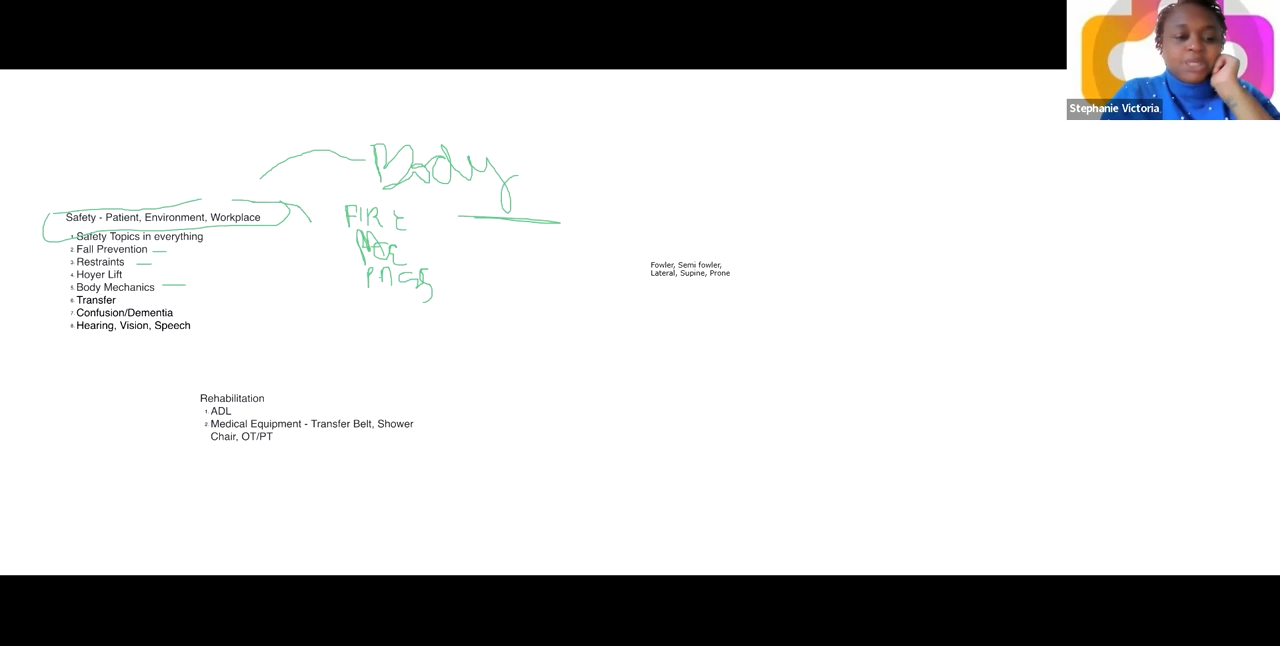 Stephanie Victoria
Body
Safety - Patient, Environment, Workplace
1. Safety Topics in everything
2. Fall Prevention
3. Restraints
4. Hoyer Lift
5. Body Mechanics
6. Transfer
7. Confusion/Dementia
8. Hearing, Vision, Speech
FIRE
Fowler, Semi fowler,
Lateral, Supine, Prone
Rehabilitation
1. ADL
2. Medical Equipment - Transfer Belt, Shower
Chair, OT/PT